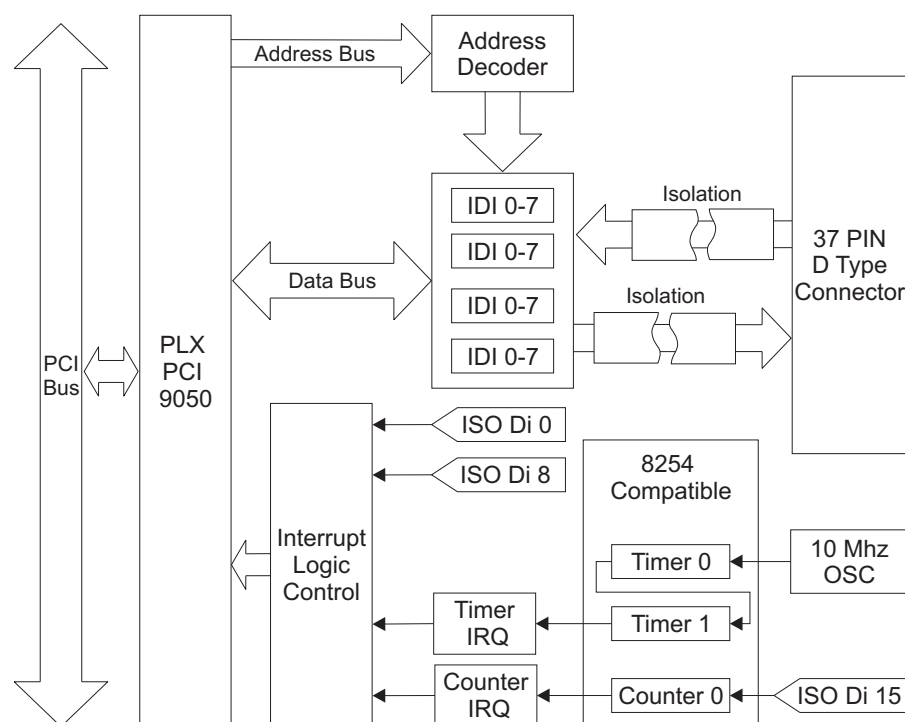 Address Bus
Address
Decoder
IDI 0-7
IDI 0-7
IDI 0-7
IDI 0-7
Isolation
Isolation
37 PIN
D Type
Connector
Data Bus
PCI
Bus
PLX
PCI
9050
ISO Di 0
ISO Di 8
8254
Compatible
Interrupt
Logic
Control
Timer 0
10 Mhz
OSC
Timer
IRQ
Timer 1
Counter
IRQ
Counter 0
ISO Di 15